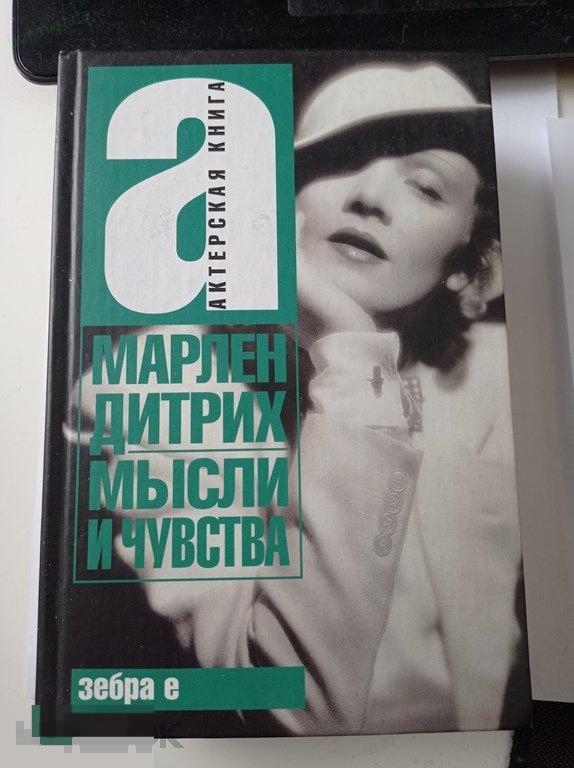 а
АКТЕРСКАЯ КНИГА
МАРЛЕН
ДИТРИХ
МЫСЛИ
И ЧУВСТВА
зебра е